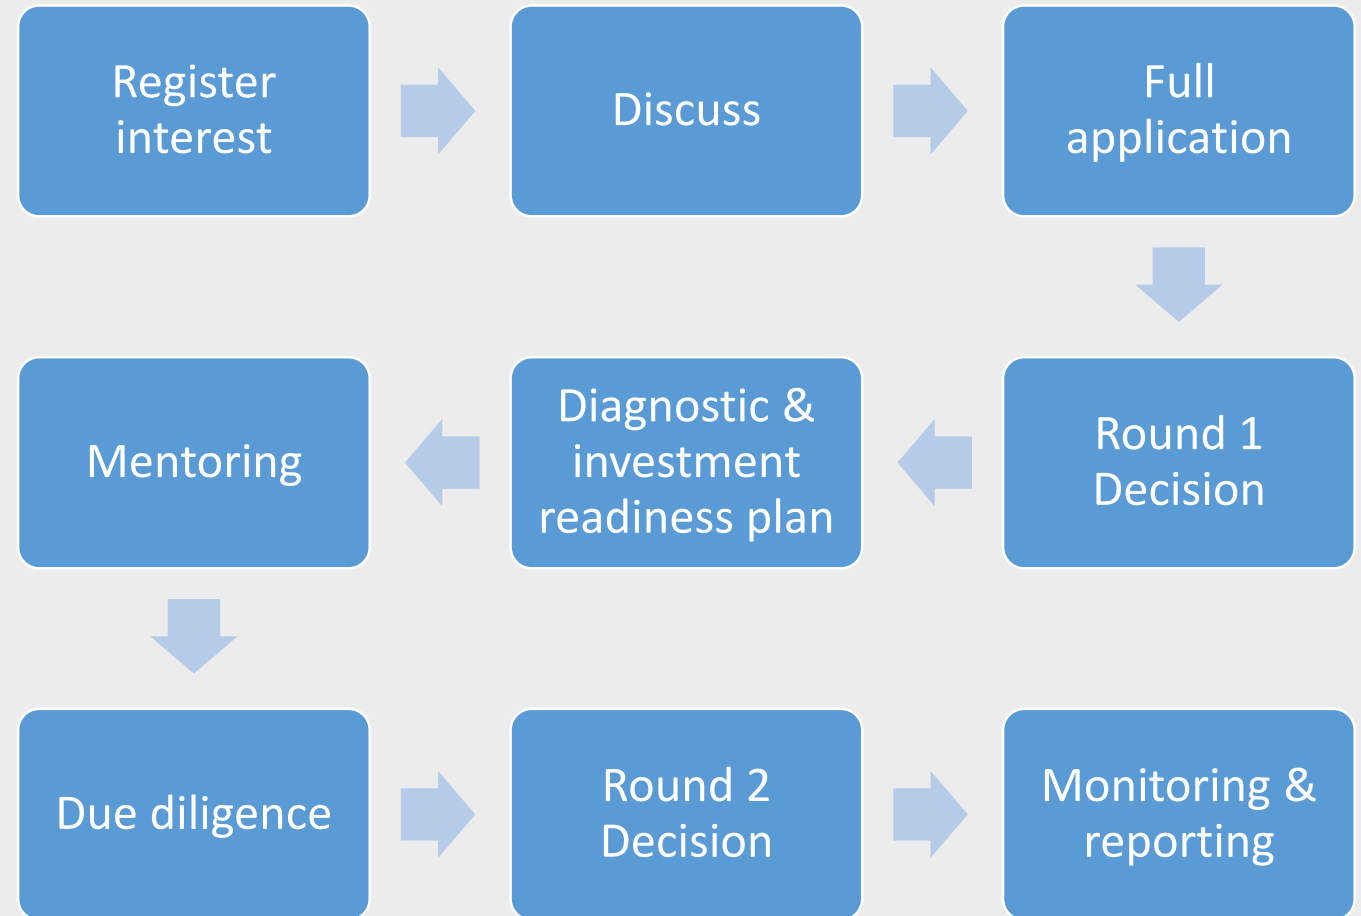 Register
interest
Discuss
Full
application
Round 1
Decision
Diagnostic &
investment
readiness plan
Mentoring
Due diligence
Round 2
Decision
Monitoring &
reporting